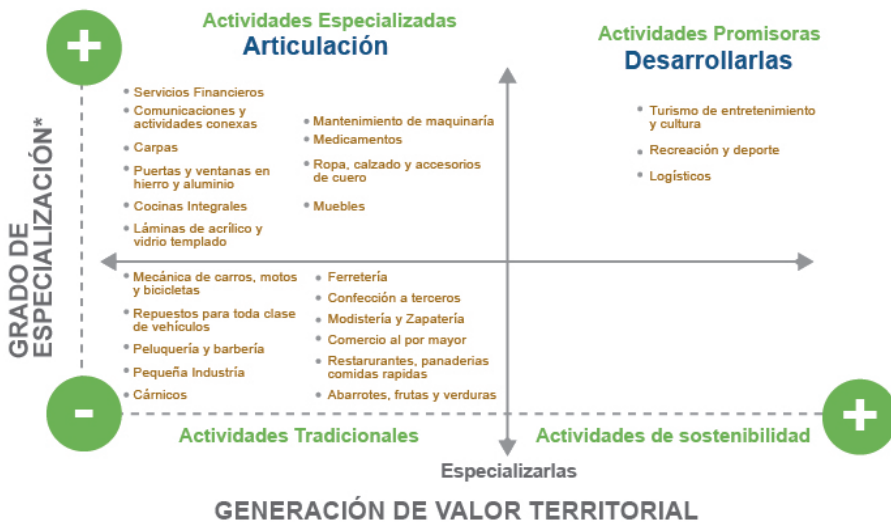 Actividades Especializadas
Articulación
Actividades Promisoras
Desarrollarlas
+
GRADO DE
ESPECIALIZACIÓN*
• Servicios Financieros
• Comunicaciones y
actividades conexas
• Carpas
• Puertas y ventanas en
hierro y aluminio
• Cocinas Integrales
• Láminas de acrílico y
vidrio templado
• Mantenimiento de maquinaría
• Medicamentos
• Ropa, calzado y accesorios
de cuero
• Muebles
• Turismo de entretenimiento
y cultura
• Recreación y deporte
• Logísticos
• Mecánica de carros, motos
y bicicletas
• Repuestos para toda clase
de vehículos
• Peluquería y barbería
• Pequeña Industria
• Cárnicos
• Ferretería
• Confección a terceros
• Modistería y Zapatería
• Comercio al por mayor
• Restarurantes, panaderias
comidas rapidas
• Abarrotes, frutas y verduras
-
+
Actividades Tradicionales
Actividades de sostenibilidad
Especializarlas
GENERACIÓN DE VALOR TERRITORIAL